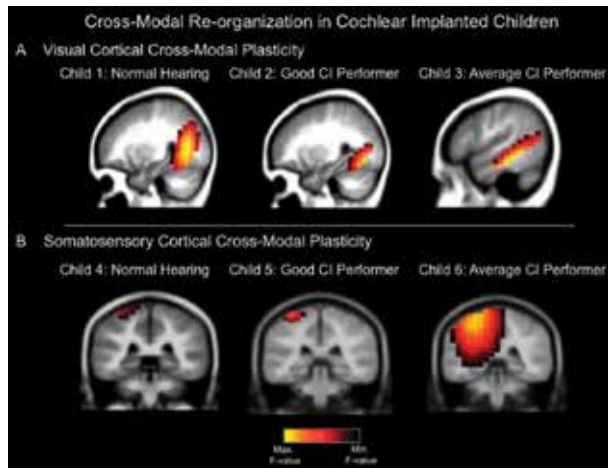 Cross-Modal Re-organization in Cochlear Implanted Children
A Visual Cortical Cross-Modal Plasticity
Child 1: Normal Hearing Child 2: Good CI Performer Child 3: Average CI Performer
B Somatosensory Cortical Cross-Modal Plasticity
Child 4: Normal Hearing Child 5: Good CI Performer Child 6: Average CI Performer
Max. Min.
F-value F-value